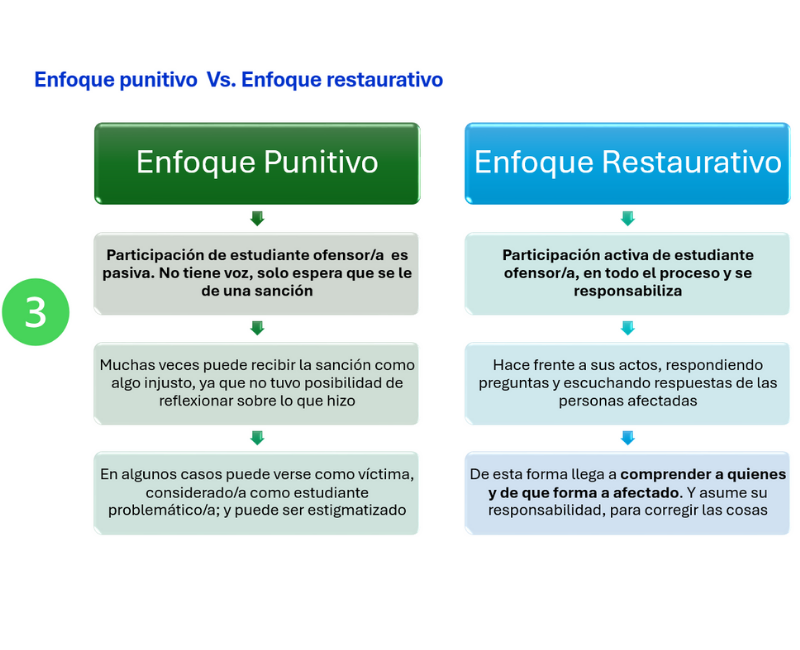 Enfoque punitivo  Vs. Enfoque restaurativo
Enfoque Punitivo
Participación de estudiante ofensor/a  es
pasiva. No tiene voz, solo espera que se le
de una sanción
Muchas veces puede recibir la sanción como
algo injusto, ya que no tuvo posibilidad de
reflexionar sobre lo que hizo
En algunos casos puede verse como víctima,
considerado/a como estudiante
problemático/a; y puede ser estigmatizado
Enfoque Restaurativo
Participación activa de estudiante
ofensor/a, en todo el proceso y se
responsabiliza
Hace frente a sus actos, respondiendo
preguntas y escuchando respuestas de las
personas afectadas
De esta forma llega a comprender a quienes
y de que forma a afectado. Y asume su
responsabilidad, para corregir las cosas
3